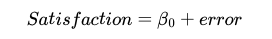 Satisfaction = β₀ + error